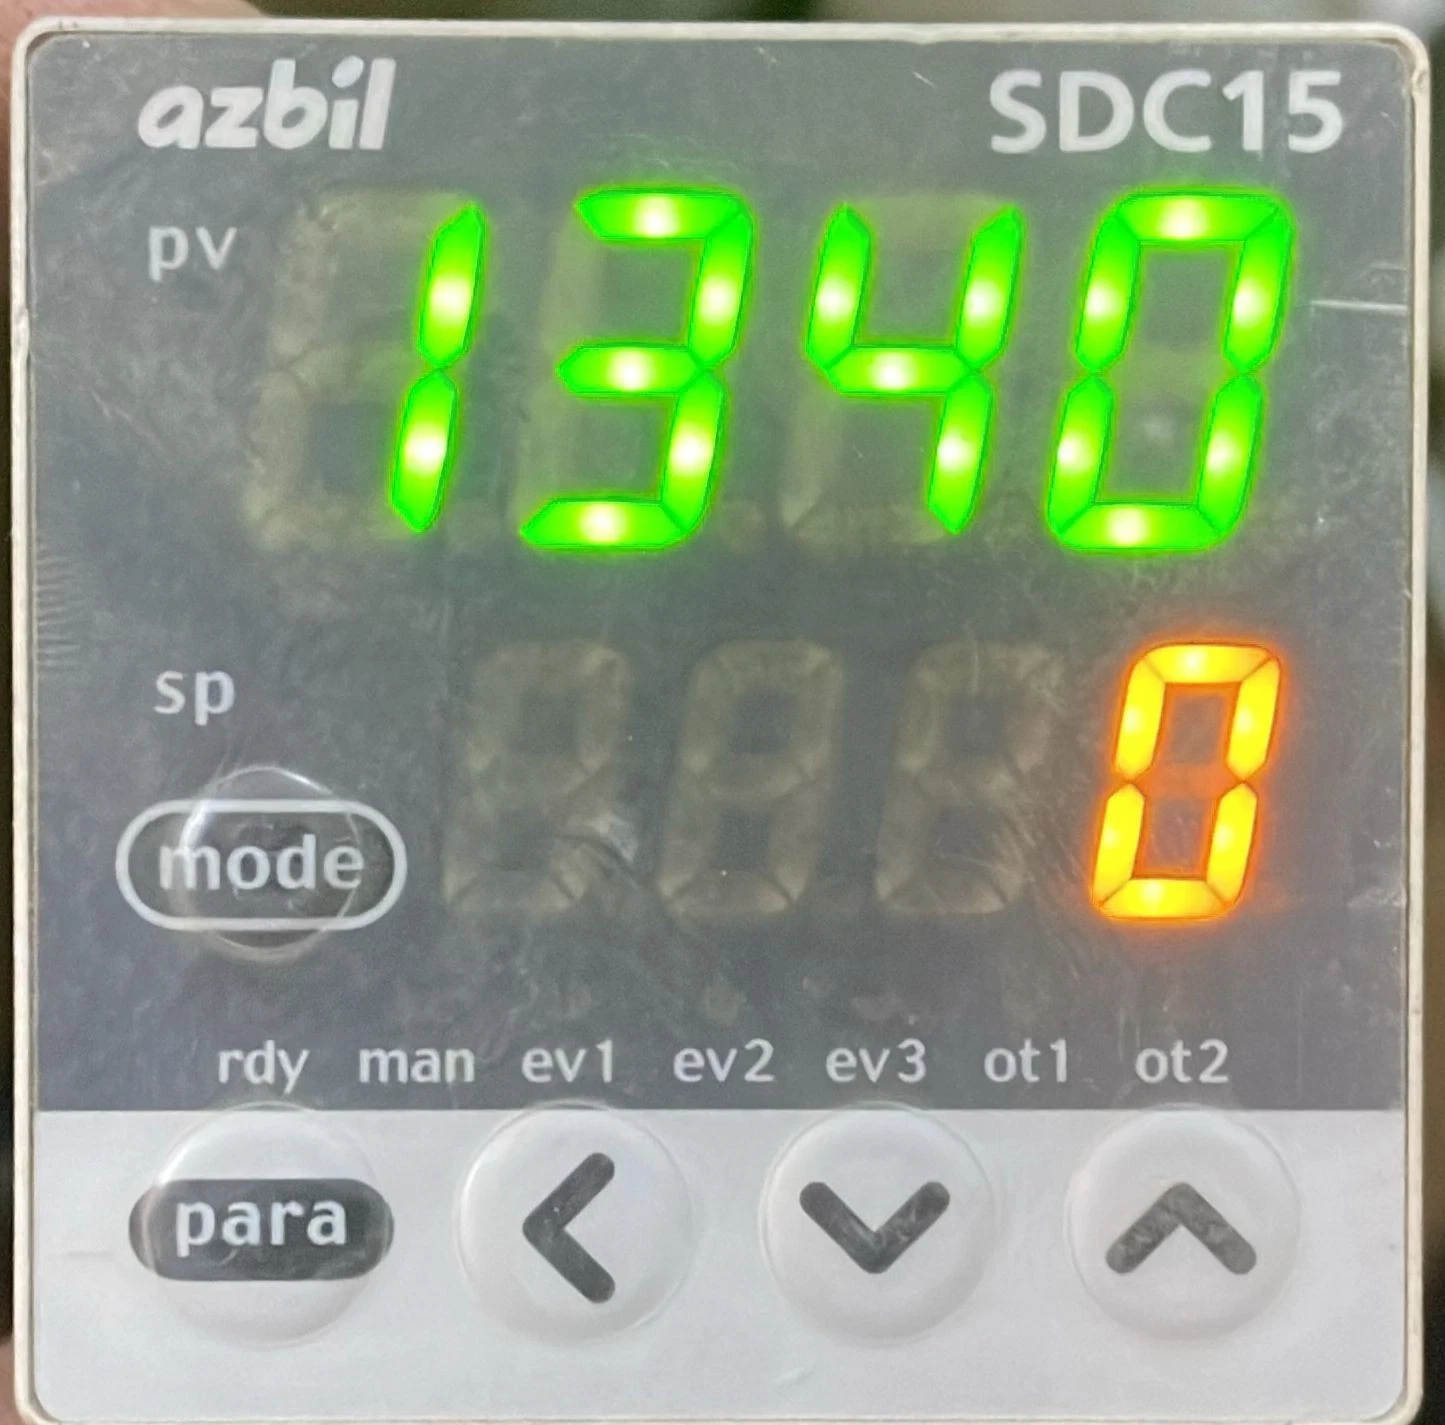 azbil SDC15
pv 1340
sp 0
mode
rdy man ev1 ev2 ev3 ot1 ot2
para